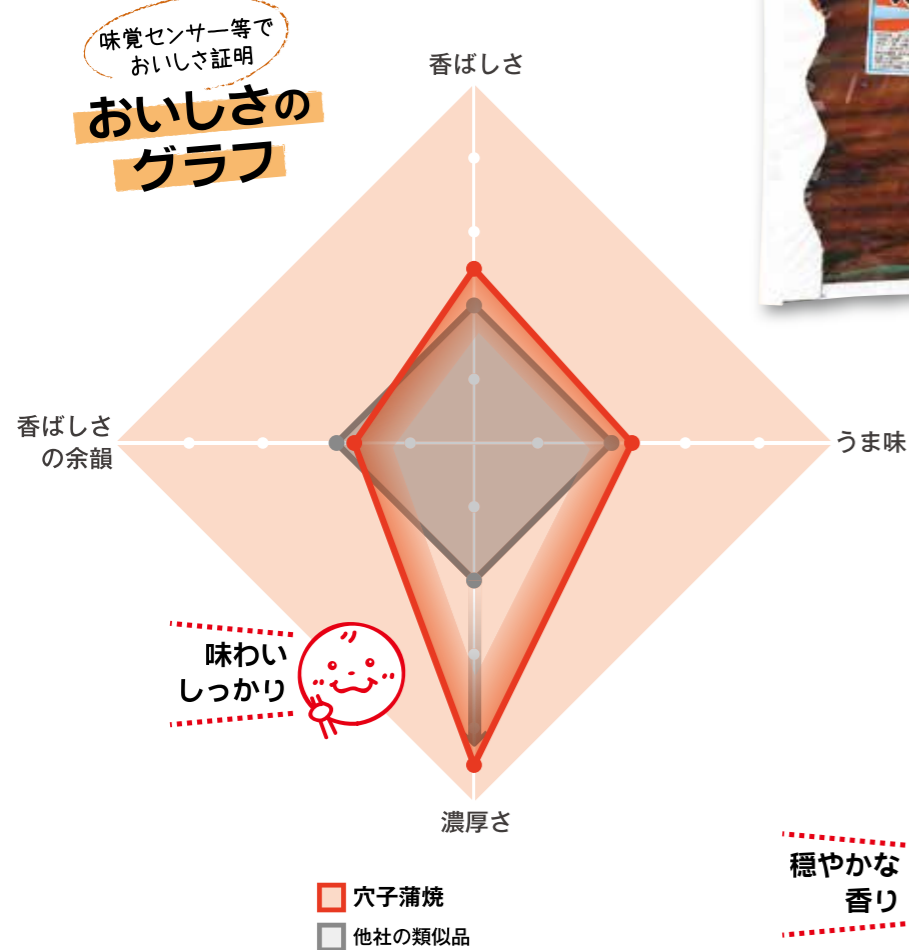 味覚センサー等で
おいしさ証明
おいしさの
グラフ
香ばしさ
香ばしさ
の余韻
うま味
味わい
しっかり
濃厚さ
穏やかな
香り
穴子蒲焼
他社の類似品